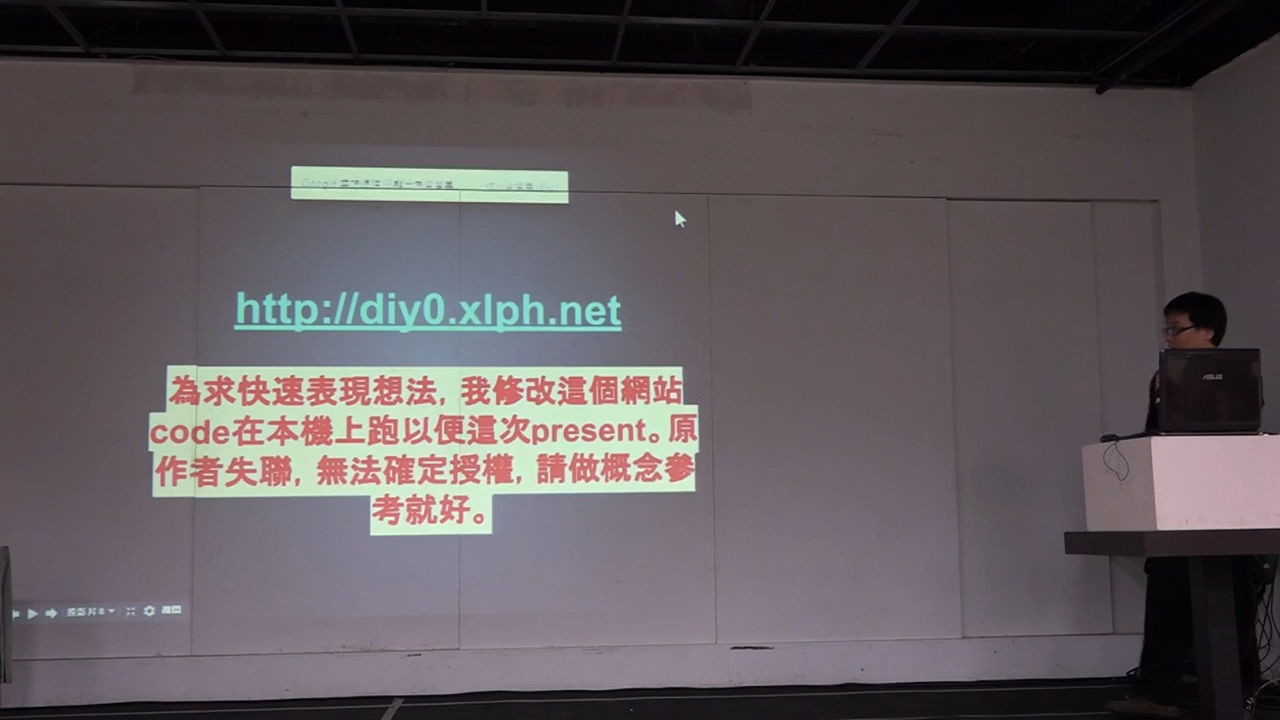 Google
http://diy0.xlph.net
為求快速表現想法，我修改這個網站
code在本機上跑以便這次present。原
作者失聯，無法確定授權，請做概念參
考就好。
ASUS